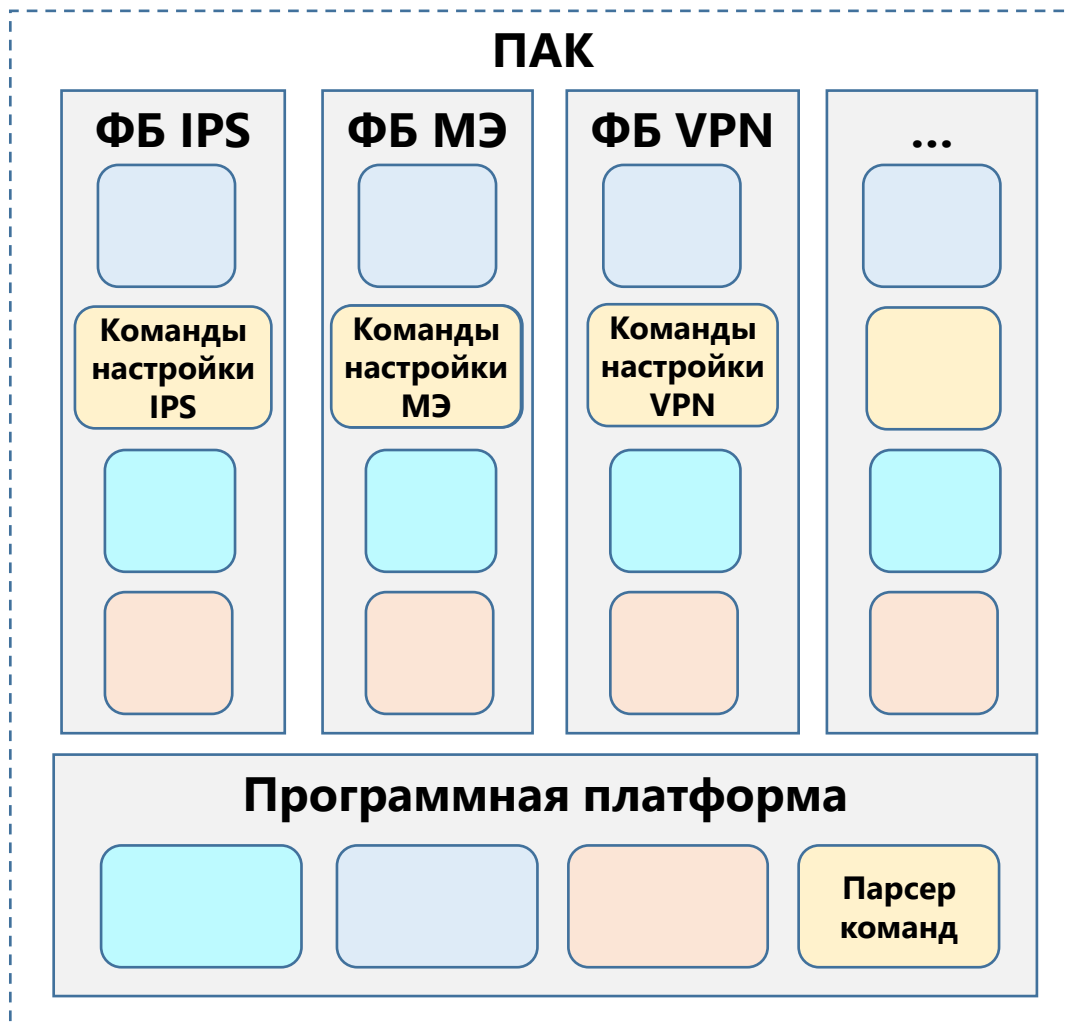 ПАК
ФБ IPS
ФБ МЭ
ФБ VPN
...
Команды
настройки
IPS
Команды
настройки
МЭ
Команды
настройки
VPN
Программная платформа
Парсер
команд